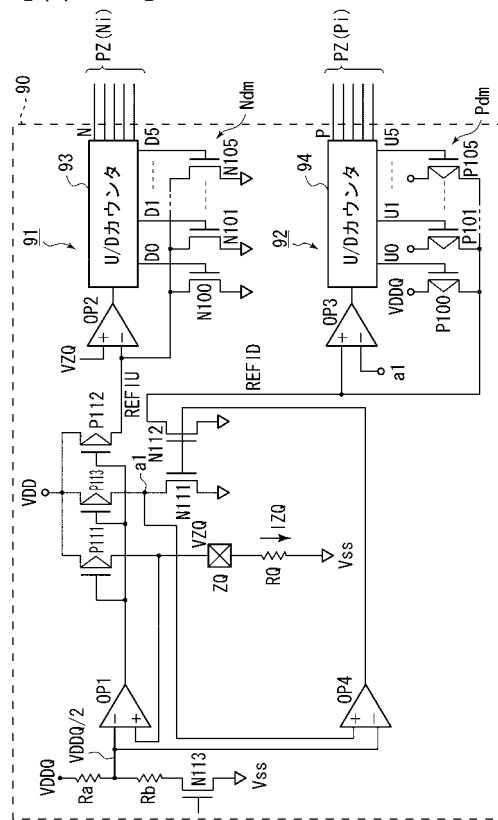 90
VDD
P111
P113
P112
REFIU
VZQ
OP2
91
93
U/Dカウンタ
N
PZ(Ni)
D0
D1
D5
Ndm
N100
N101
N105
VDDQ
Ra
VDDQ/2
Rb
N113
Vss
OP1
a1
N111
N112
VZQ
ZQ
RQ
IZQ
Vss
REFID
OP4
OP3
a1
92
94
U/Dカウンタ
P
PZ(Pi)
U0
U1
U5
Pdm
VDDQ
P100
P101
P105